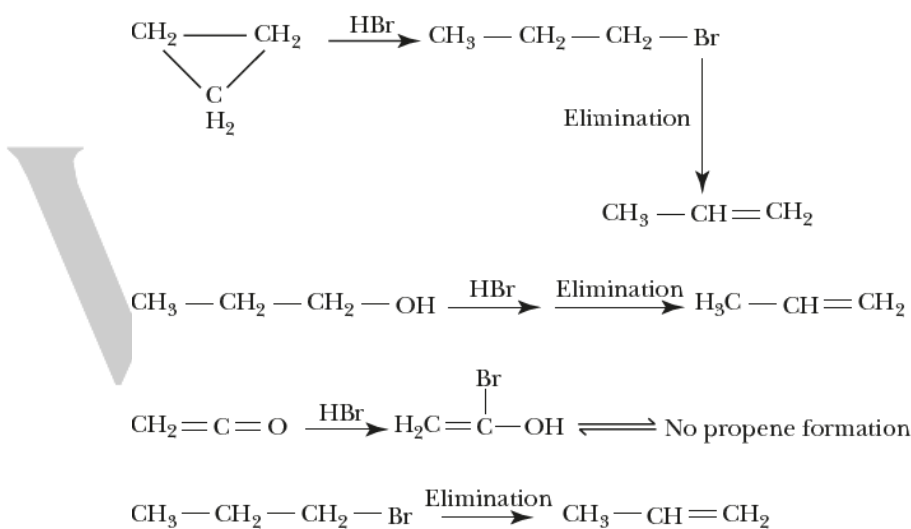 CH₂ — CH₂ HBr CH₃ — CH₂ — CH₂ — Br
C
H₂
Elimination
CH₃ — CH = CH₂
CH₃ — CH₂ — CH₂ — OH HBr Elimination H₃C — CH = CH₂
Br
CH₂ = C = O HBr H₂C = C — OH ⇌ No propene formation
CH₃ — CH₂ — CH₂ — Br Elimination CH₃ — CH = CH₂